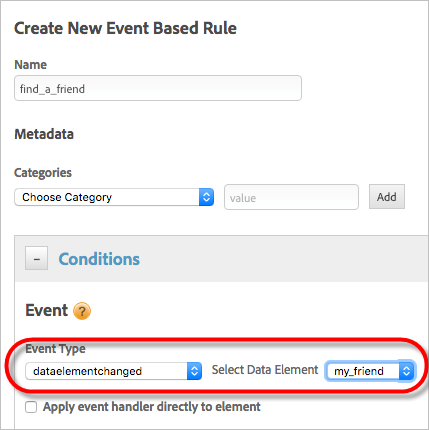 Create New Event Based Rule
Name
find_a_friend
Metadata
Categories
Choose Category value Add
– Conditions
Event ?
Event Type
dataelementchanged Select Data Element my_friend
Apply event handler directly to element